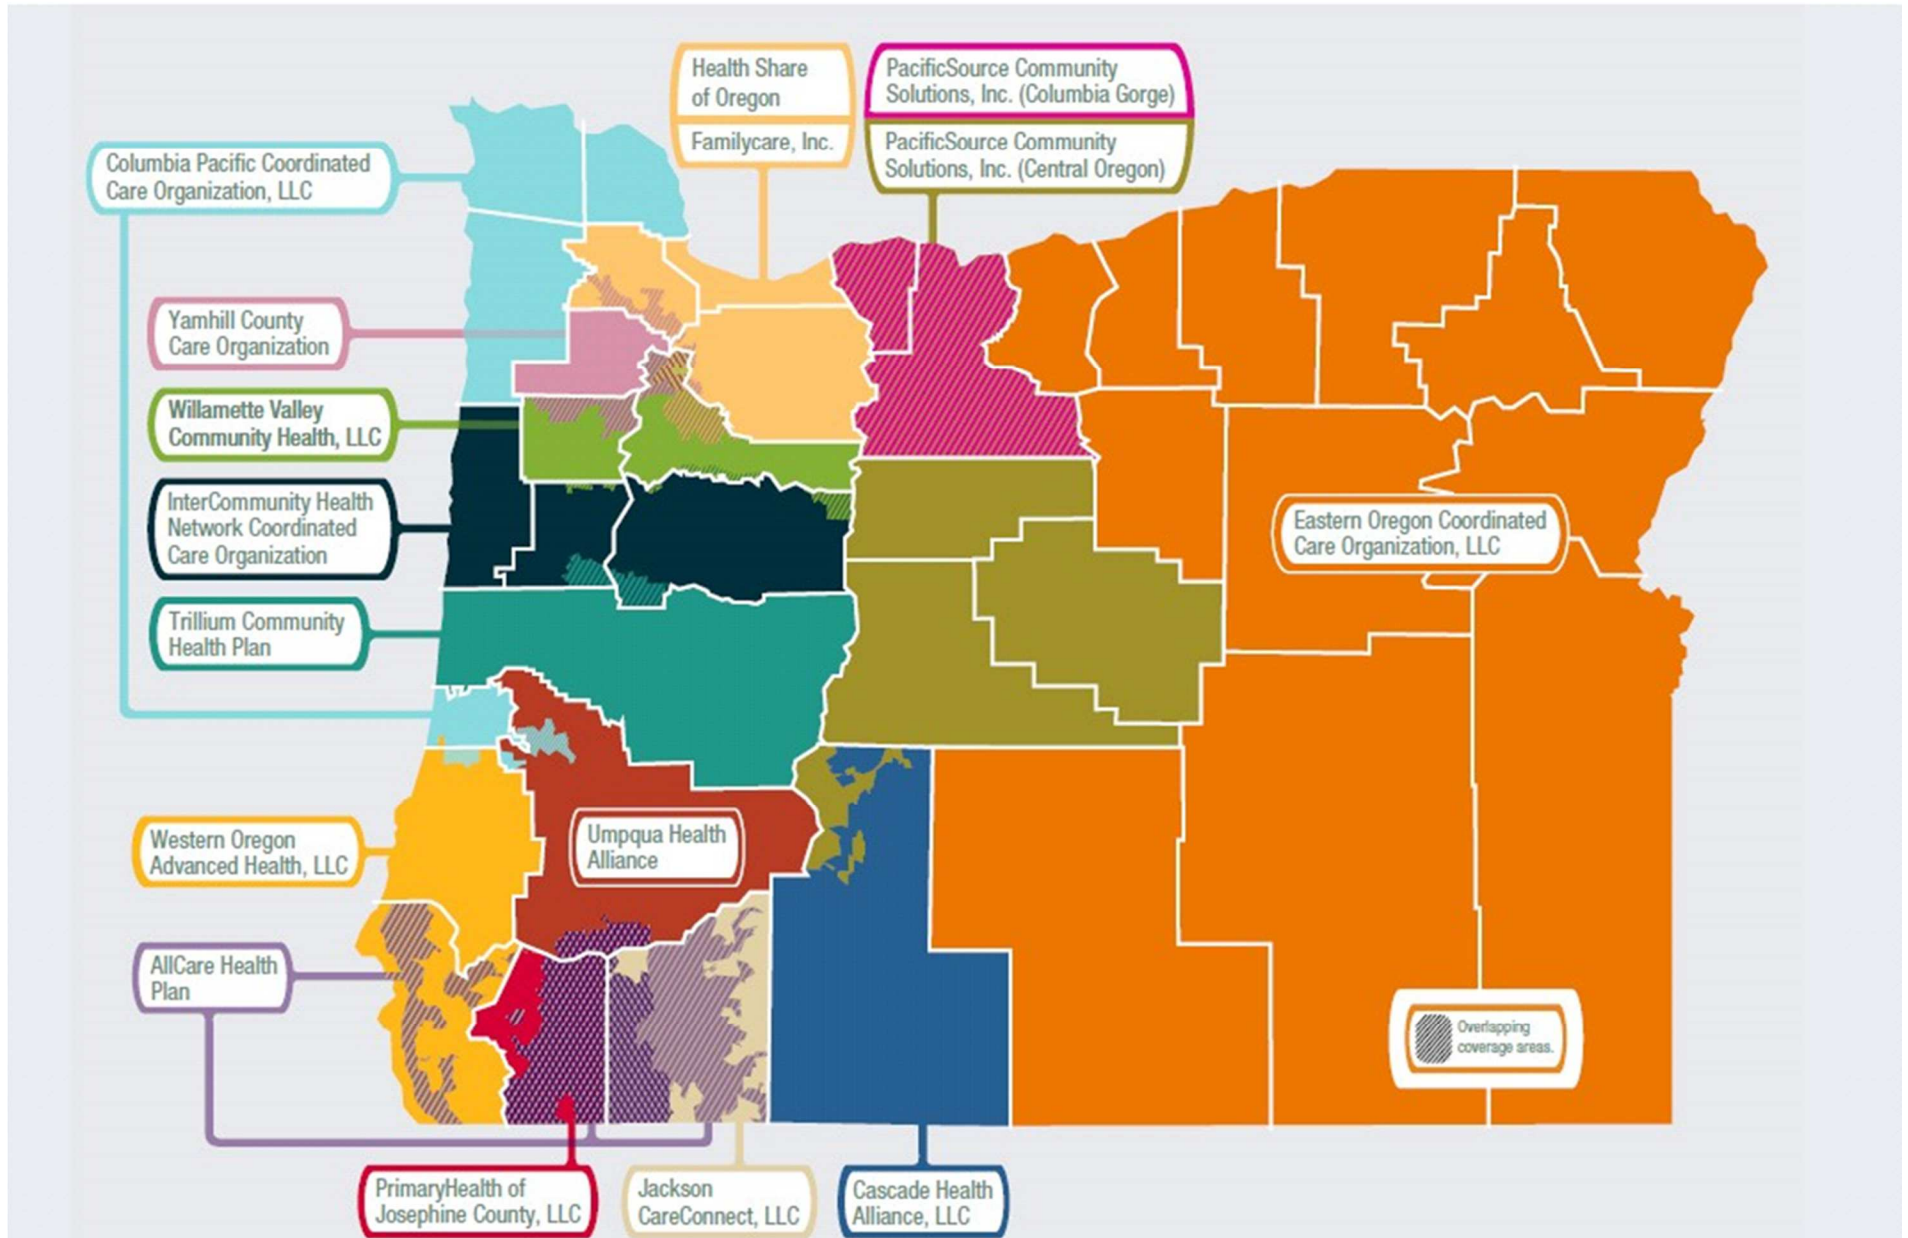 Health Share
of Oregon
Familycare, Inc.
PacificSource Community
Solutions, Inc. (Columbia Gorge)
PacificSource Community
Solutions, Inc. (Central Oregon)
Columbia Pacific Coordinated
Care Organization, LLC
Yamhill County
Care Organization
Willamette Valley
Community Health, LLC
InterCommunity Health
Network Coordinated
Care Organization
Eastern Oregon Coordinated
Care Organization, LLC
Trillium Community
Health Plan
Western Oregon
Advanced Health, LLC
Umpqua Health
Alliance
AllCare Health
Plan
Overlapping
coverage areas.
PrimaryHealth of
Josephine County, LLC
Jackson
CareConnect, LLC
Cascade Health
Alliance, LLC